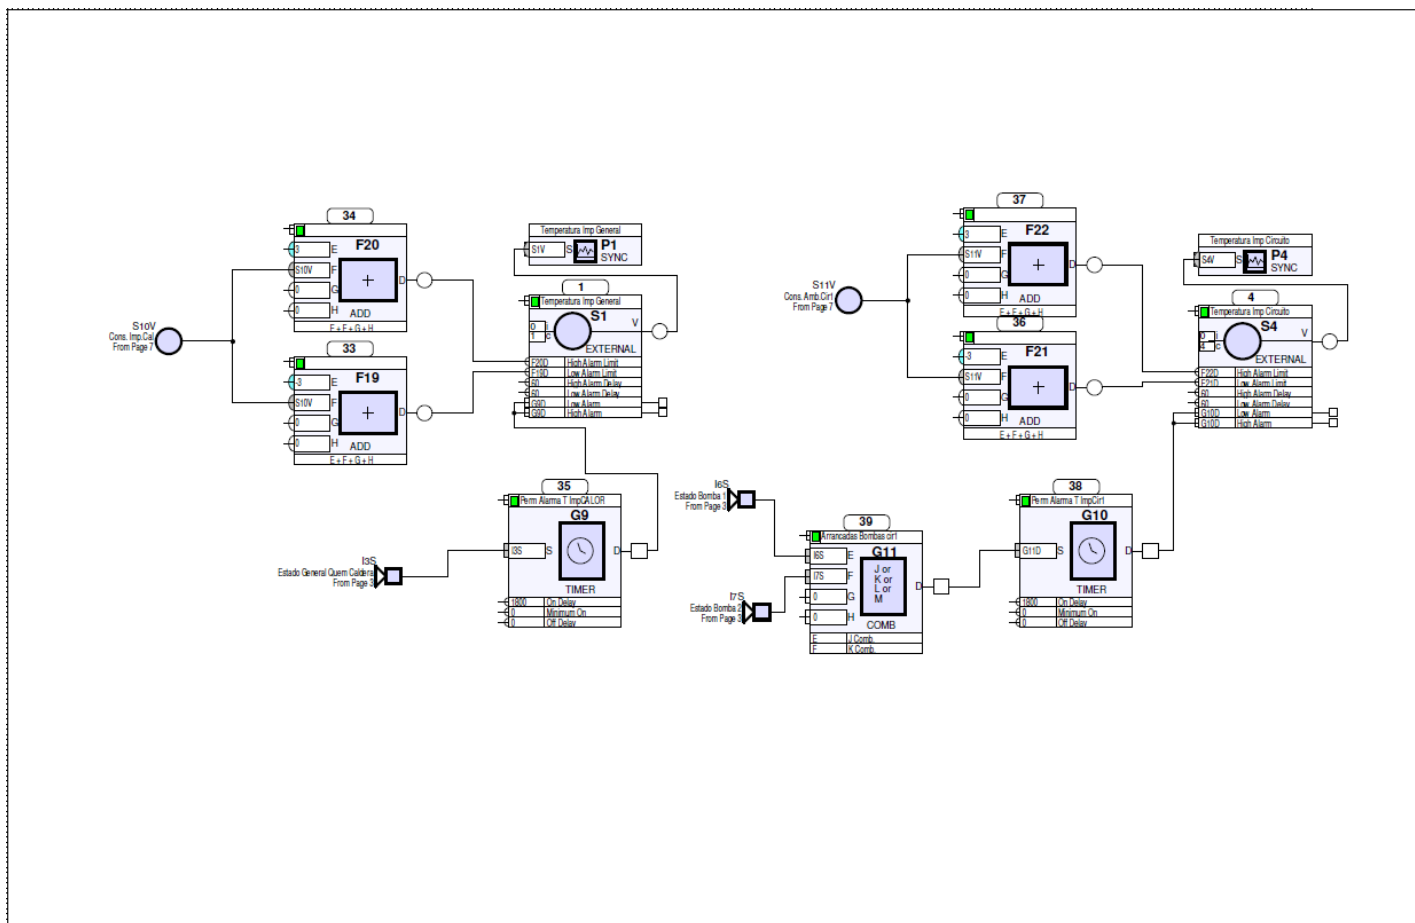 34
F20
3 E
S10V F
0 G
0 H
D
ADD
E + F + G + H
S10V
Cons. Imp.Cal
From Page 7
33
F19
-3 E
S10V F
0 G
0 H
D
ADD
E + F + G + H
Temperatura Imp General
S1V S P1
SYNC
1
Temperatura Imp General
S1
0 i
1 c
V
EXTERNAL
F20D High Alarm Limit
F19D Low Alarm Limit
60 High Alarm Delay
60 Low Alarm Delay
G9D Low Alarm
G9D High Alarm
35
Perm Alarma T ImpCALOR
G9
I3S S
D
TIMER
1800 On Delay
0 Minimum On
0 Off Delay
I3S
Estado General Quem Caldera
From Page 3
37
F22
3 E
S11V F
0 G
0 H
D
ADD
E + F + G + H
S11V
Cons. Amb.Cir1
From Page 7
36
F21
-3 E
S11V F
0 G
0 H
D
ADD
E + F + G + H
Temperatura Imp Circuito
S4V S P4
SYNC
4
Temperatura Imp Circuito
S4
0 i
4 c
V
EXTERNAL
F22D High Alarm Limit
F21D Low Alarm Limit
60 High Alarm Delay
60 Low Alarm Delay
G10D Low Alarm
G10D High Alarm
I6S
Estado Bomba 1
From Page 3
I7S
Estado Bomba 2
From Page 3
39
Arrancadas Bombas cir1
G11
I6S E
I7S F
0 G
0 H
J or
K or
L or
M
D
COMB
E J Comb.
F K Comb.
38
Perm Alarma T ImpCir1
G10
G11D S
D
TIMER
1800 On Delay
0 Minimum On
0 Off Delay